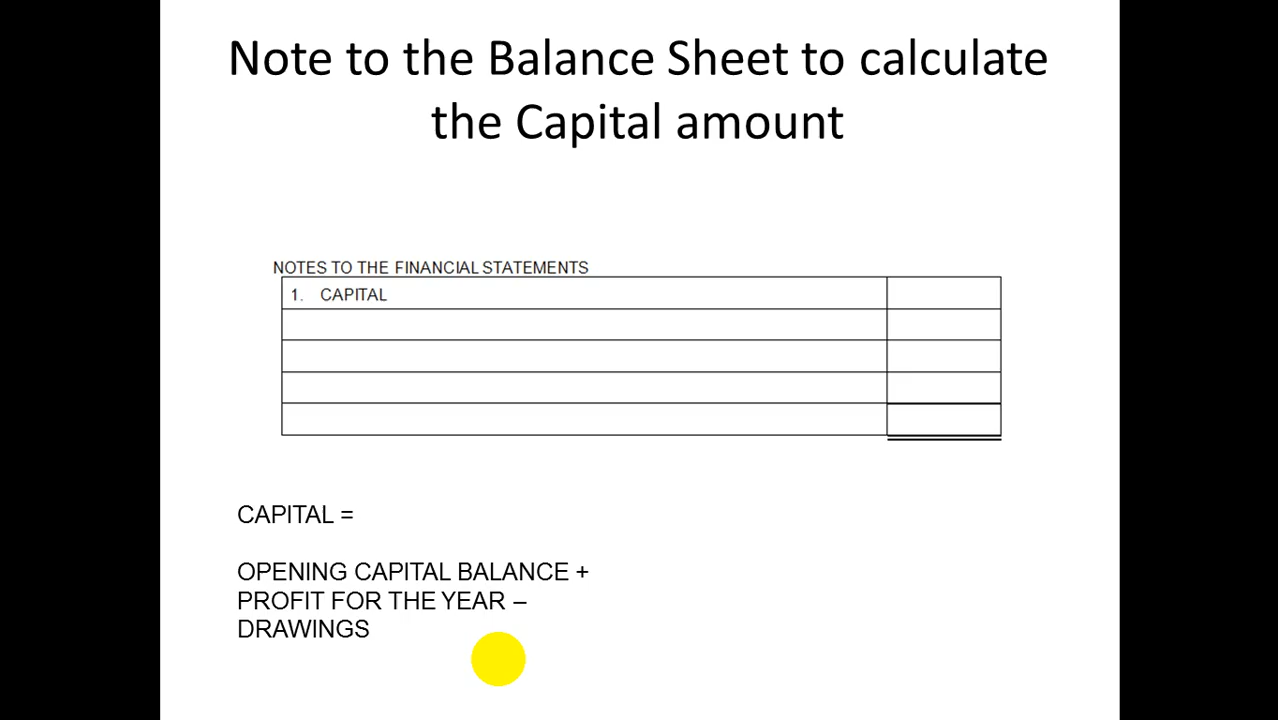 Note to the Balance Sheet to calculate
the Capital amount
NOTES TO THE FINANCIAL STATEMENTS
1. CAPITAL
CAPITAL =
OPENING CAPITAL BALANCE +
PROFIT FOR THE YEAR –
DRAWINGS